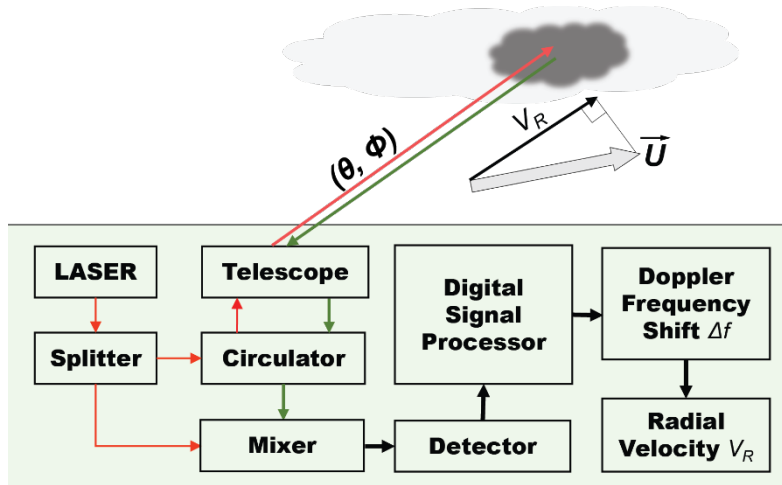 V_R
(θ, Φ)
U
LASER
Telescope
Digital
Signal
Processor
Doppler
Frequency
Shift Δf
Splitter
Circulator
Mixer
Detector
Radial
Velocity V_R